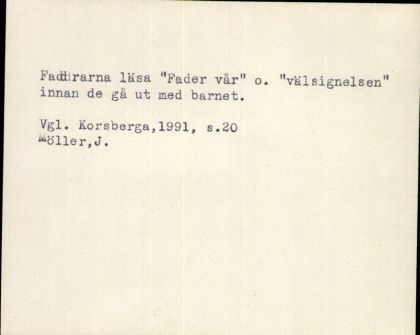 Faddrarna läsa "Fader vår" o. "välsignelsen"
innan de gå ut med barnet.
Vgl. Korsberga,1991, s.20
Möller,J.